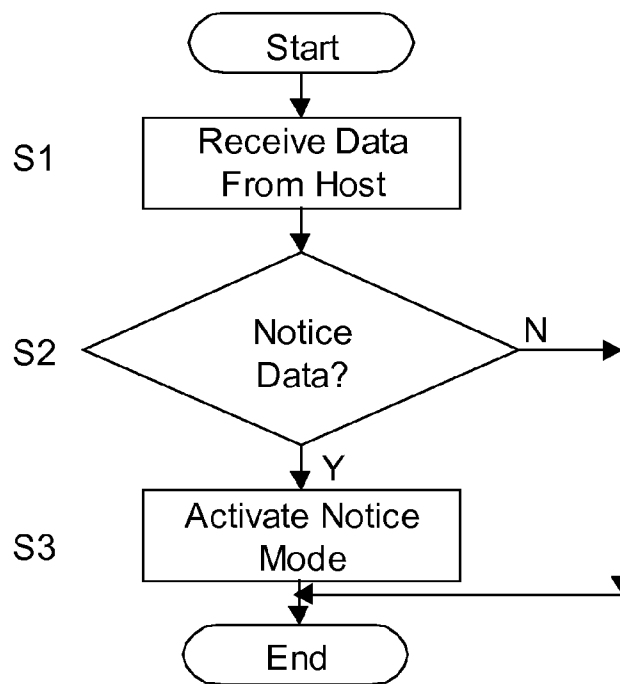 Start
S1
Receive Data
From Host
S2
Notice
Data?
N
Y
S3
Activate Notice
Mode
End